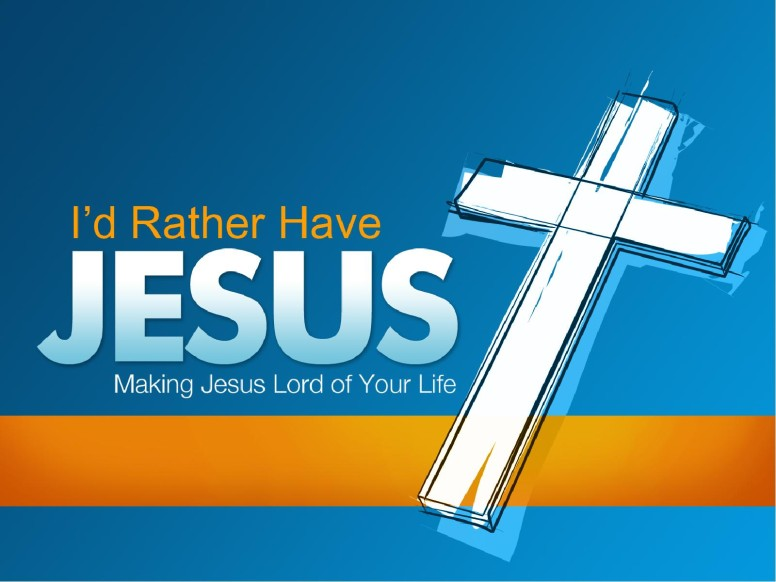 I’d Rather Have
JESUS
Making Jesus Lord of Your Life